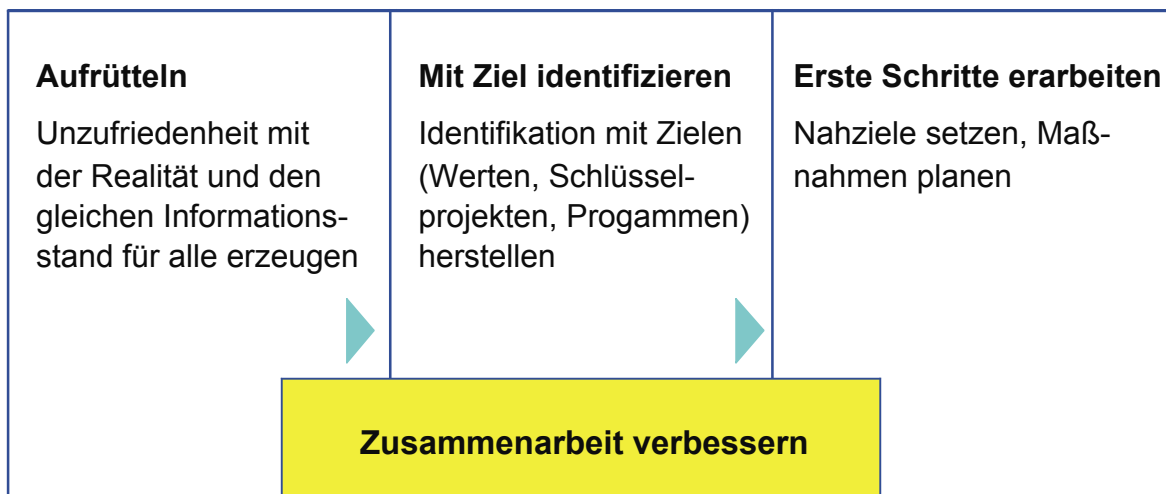 Aufrütteln
Unzufriedenheit mit
der Realität und den
gleichen Informations-
stand für alle erzeugen
Mit Ziel identifizieren
Identifikation mit Zielen
(Werten, Schlüssel-
projekten, Progammen)
herstellen
Erste Schritte erarbeiten
Nahziele setzen, Maß-
nahmen planen
Zusammenarbeit verbessern